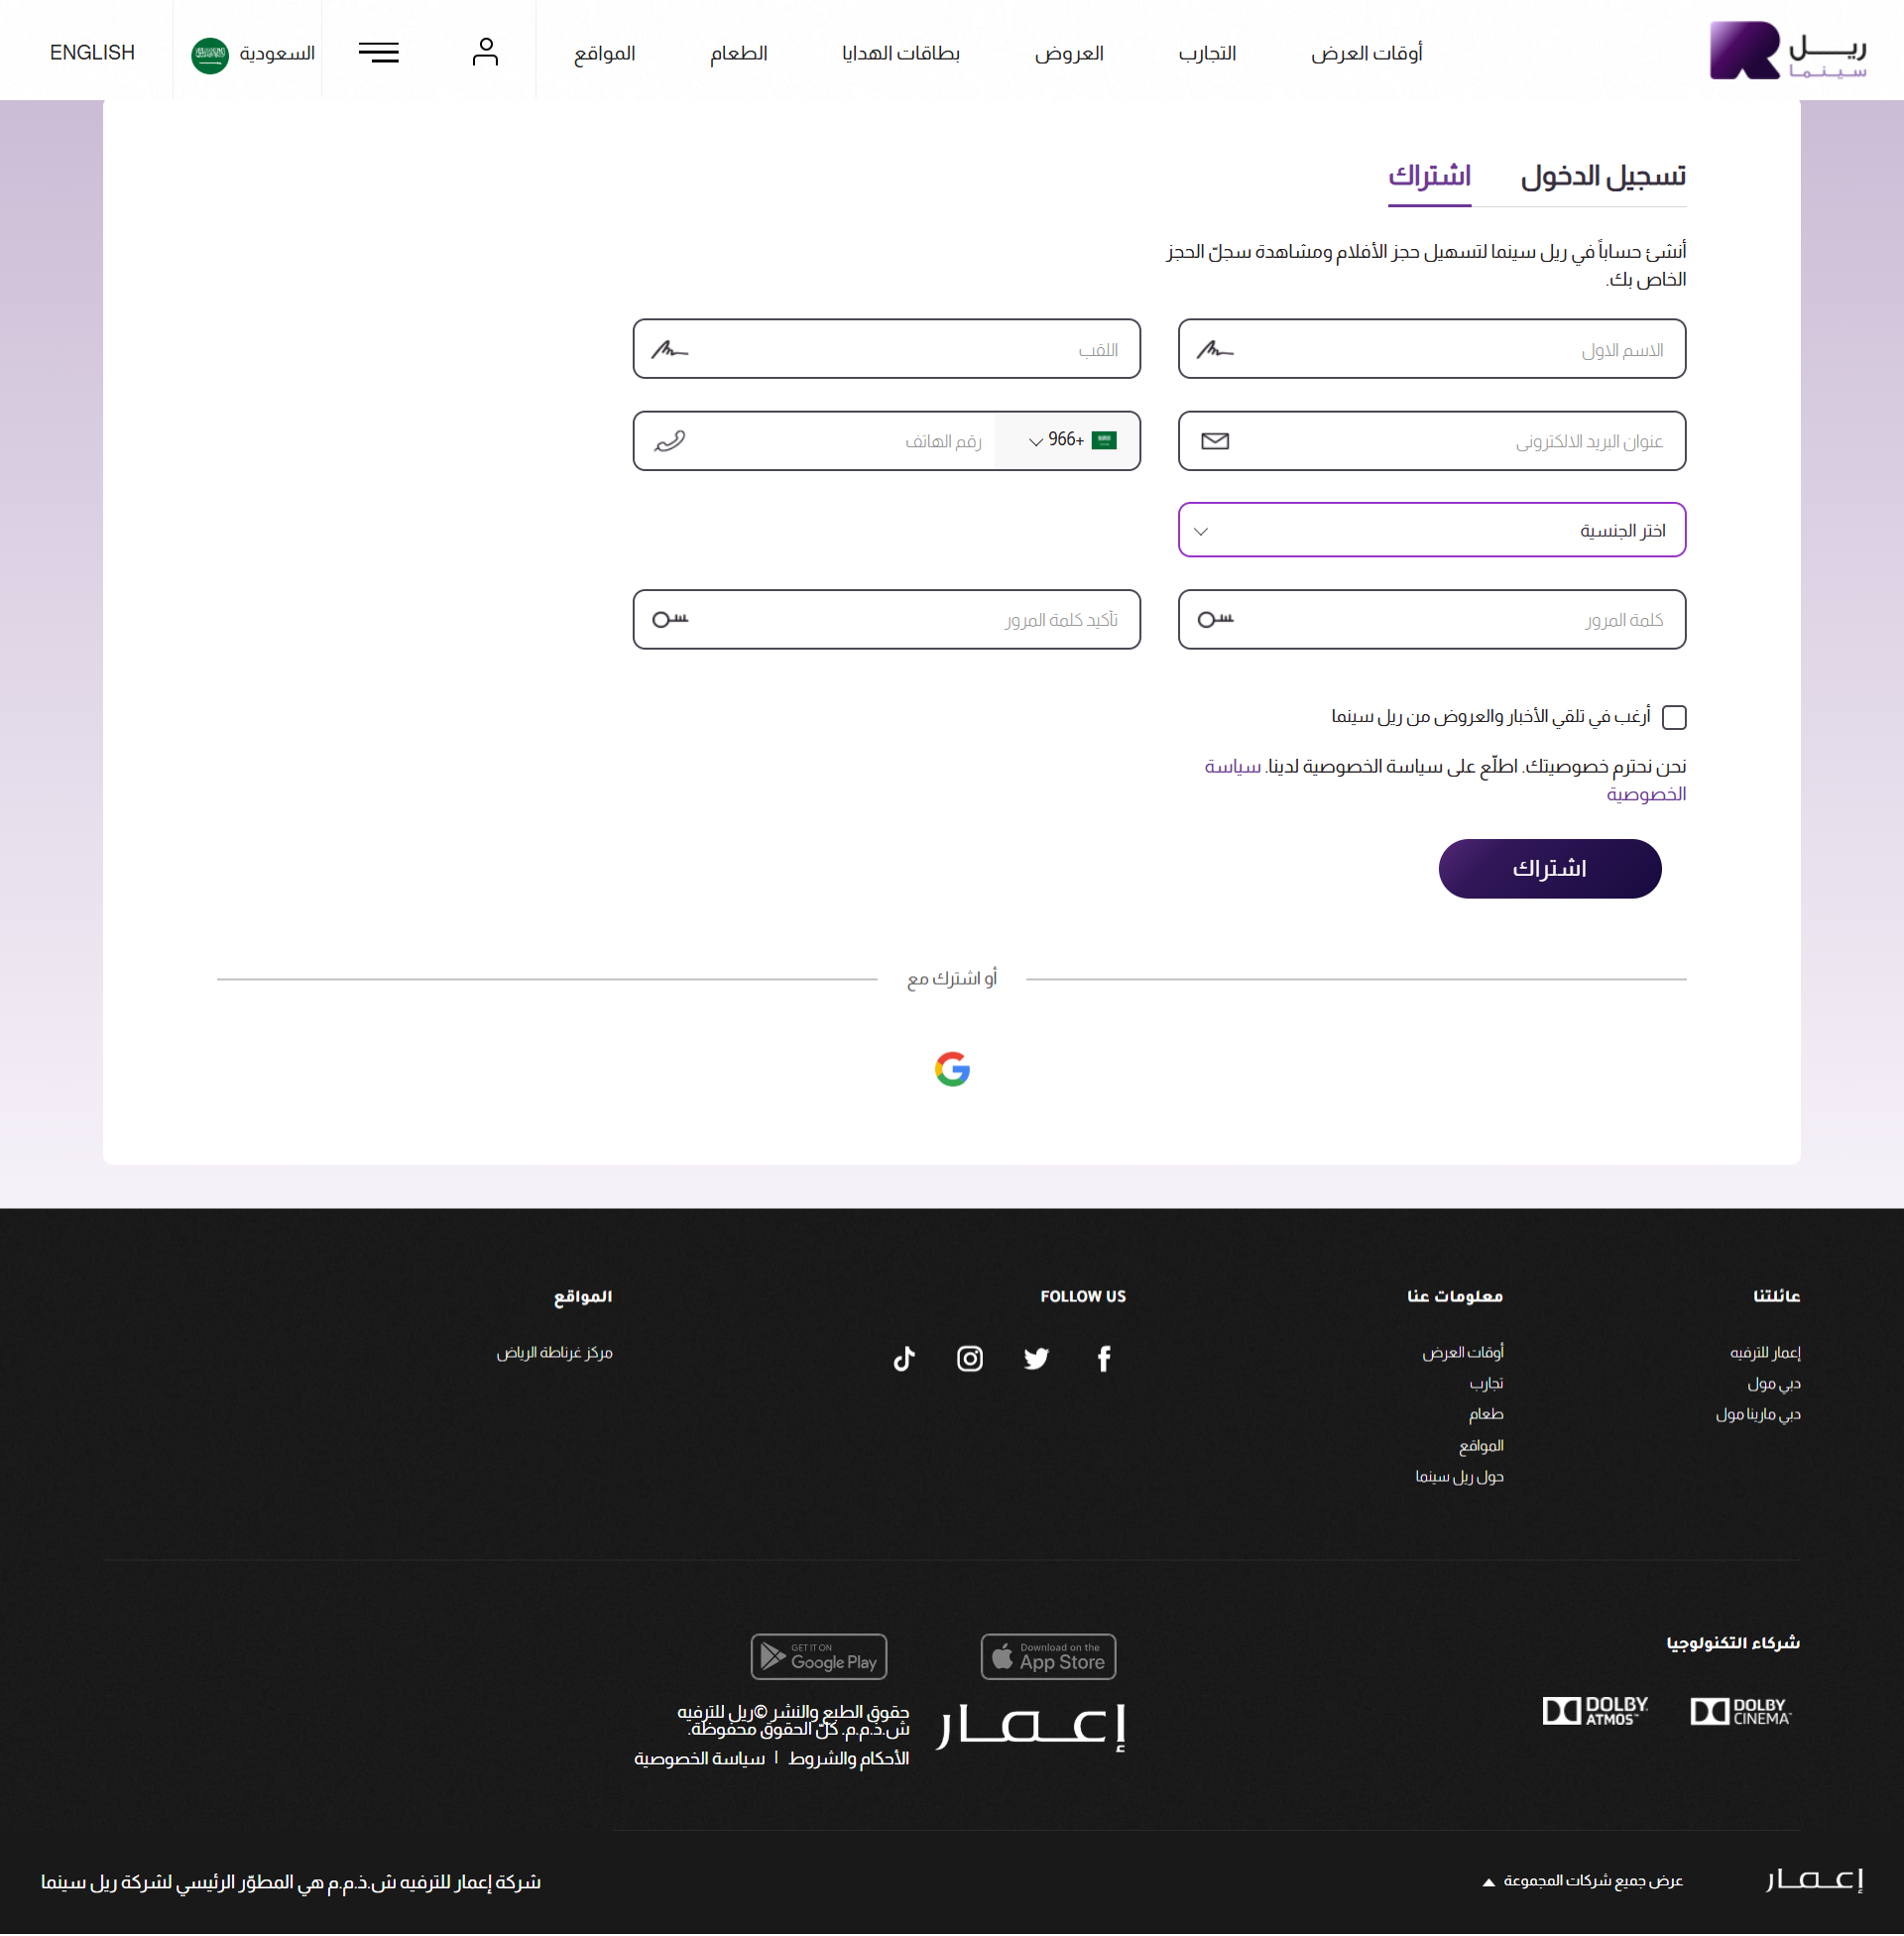 ريل
سينما
أوقات العرض
التجارب
العروض
بطاقات الهدايا
الطعام
المواقع
السعودية
ENGLISH
تسجيل الدخول
اشتراك
أنشئ حساباً في ريل سينما لتسهيل حجز الأفلام ومشاهدة سجلّ الحجز
الخاص بك.
الاسم الاول
اللقب
عنوان البريد الالكترونى
966+
رقم الهاتف
اختر الجنسية
كلمة المرور
تآكيد كلمة المرور
أرغب في تلقي الأخبار والعروض من ريل سينما
نحن نحترم خصوصيتك. اطلّع على سياسة الخصوصية لدينا. سياسة
الخصوصية
اشتراك
أو اشترك مع
عائلتنا
إعمار للترفيه
دبي مول
دبي مارينا مول
معلومات عنا
أوقات العرض
تجارب
طعام
المواقع
حول ريل سينما
FOLLOW US
المواقع
مركز غرناطة الرياض
شركاء التكنولوجيا
DOLBY CINEMA™
DOLBY ATMOS™
Download on the
App Store
GET IT ON
Google Play
إعمار
حقوق الطبع والنشر ©ريل للترفيه
ش.ذ.م.م. كلّ الحقوق محفوظة.
الأحكام والشروط | سياسة الخصوصية
إعمار
عرض جميع شركات المجموعة
شركة إعمار للترفيه ش.ذ.م.م هي المطوّر الرئيسي لشركة ريل سينما